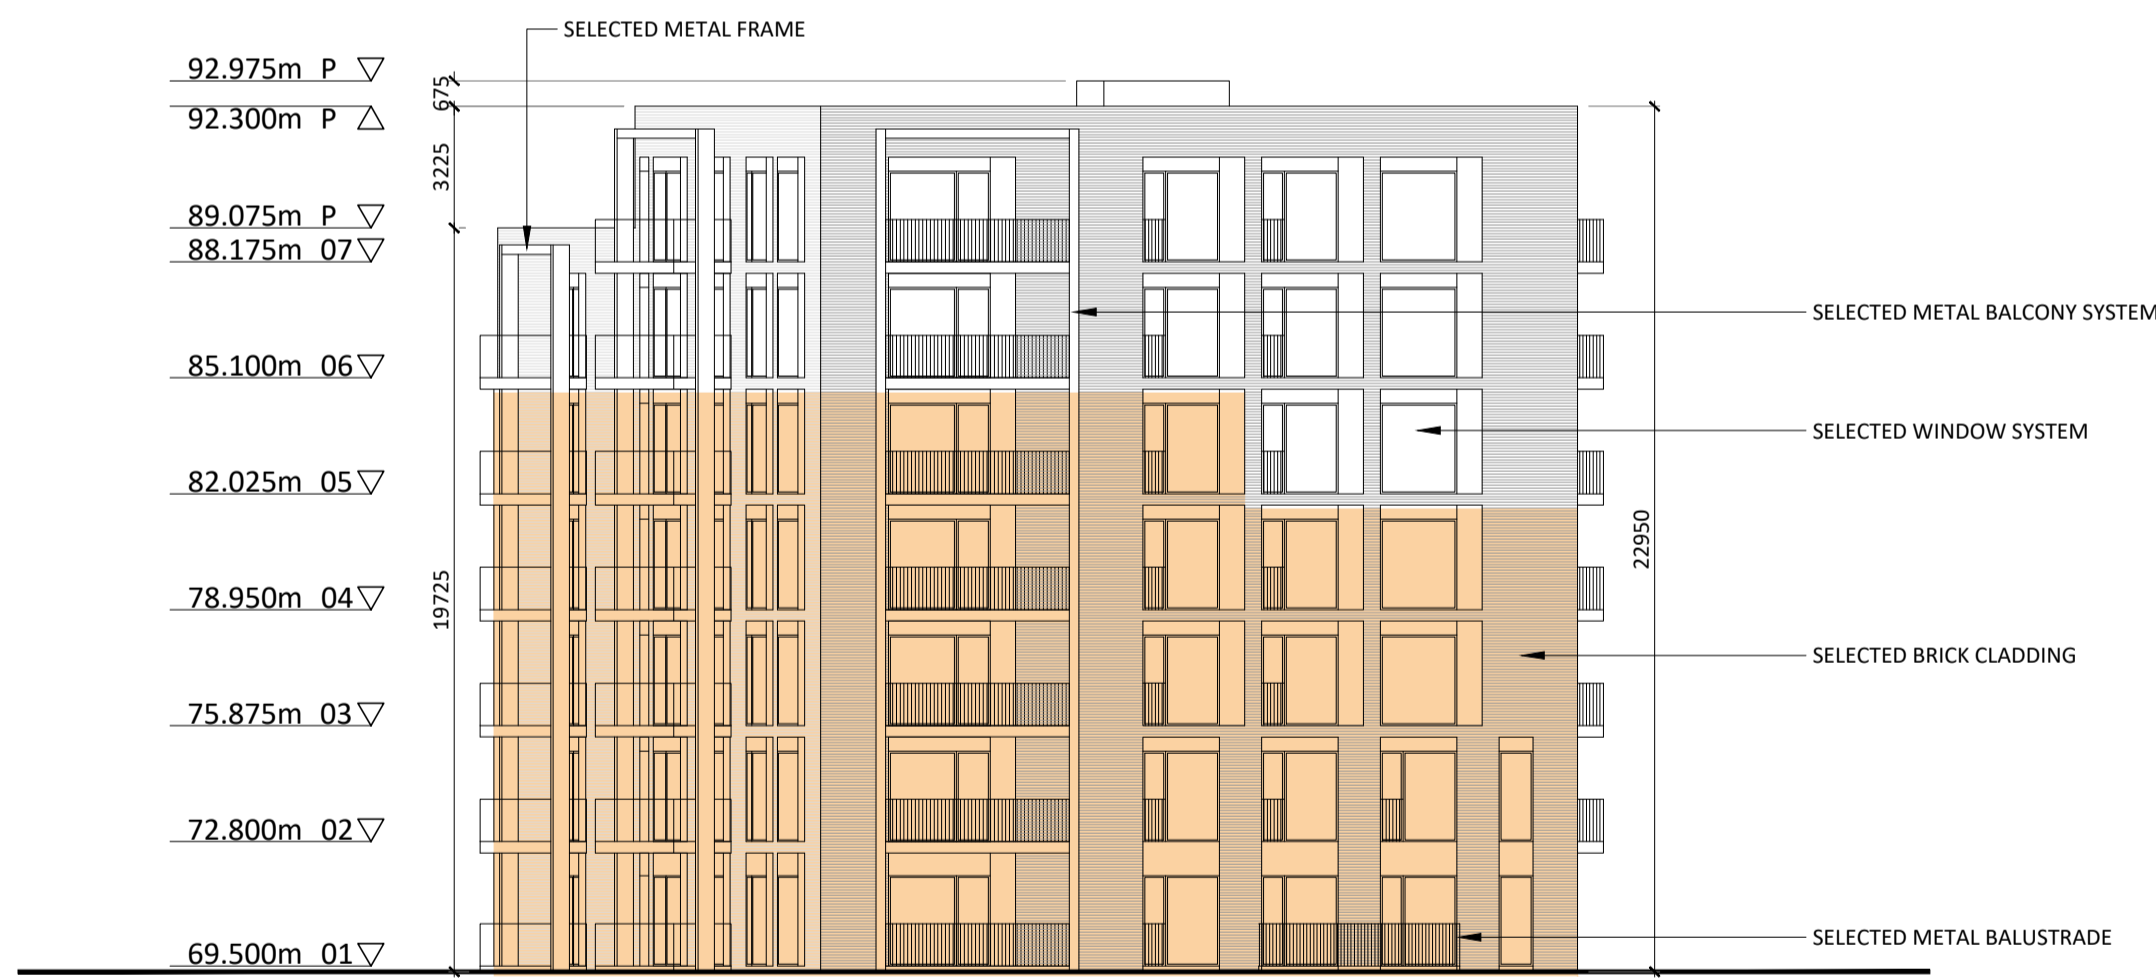 SELECTED METAL FRAME
92.975m P
675
92.300m P
3225
89.075m P
88.175m 07
SELECTED METAL BALCONY SYSTEM
85.100m 06
SELECTED WINDOW SYSTEM
82.025m 05
22950
78.950m 04
19725
SELECTED BRICK CLADDING
75.875m 03
72.800m 02
SELECTED METAL BALUSTRADE
69.500m 01